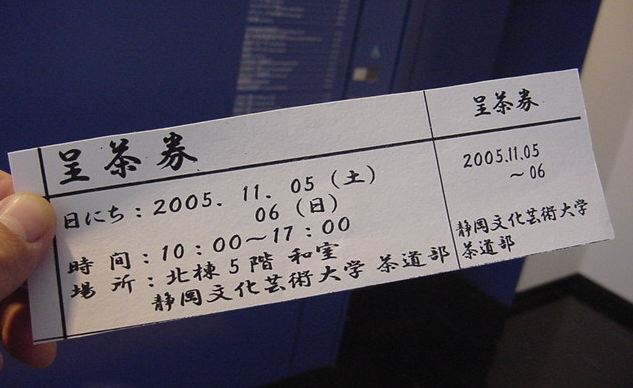 呈茶券
日にち：2005. 11. 05（土）
06（日）
時 間：10：00～17：00
場 所：北棟5階 和室
静岡文化芸術大学 茶道部
呈茶券
2005.11.05
～06
静岡文化芸術大学
茶道部